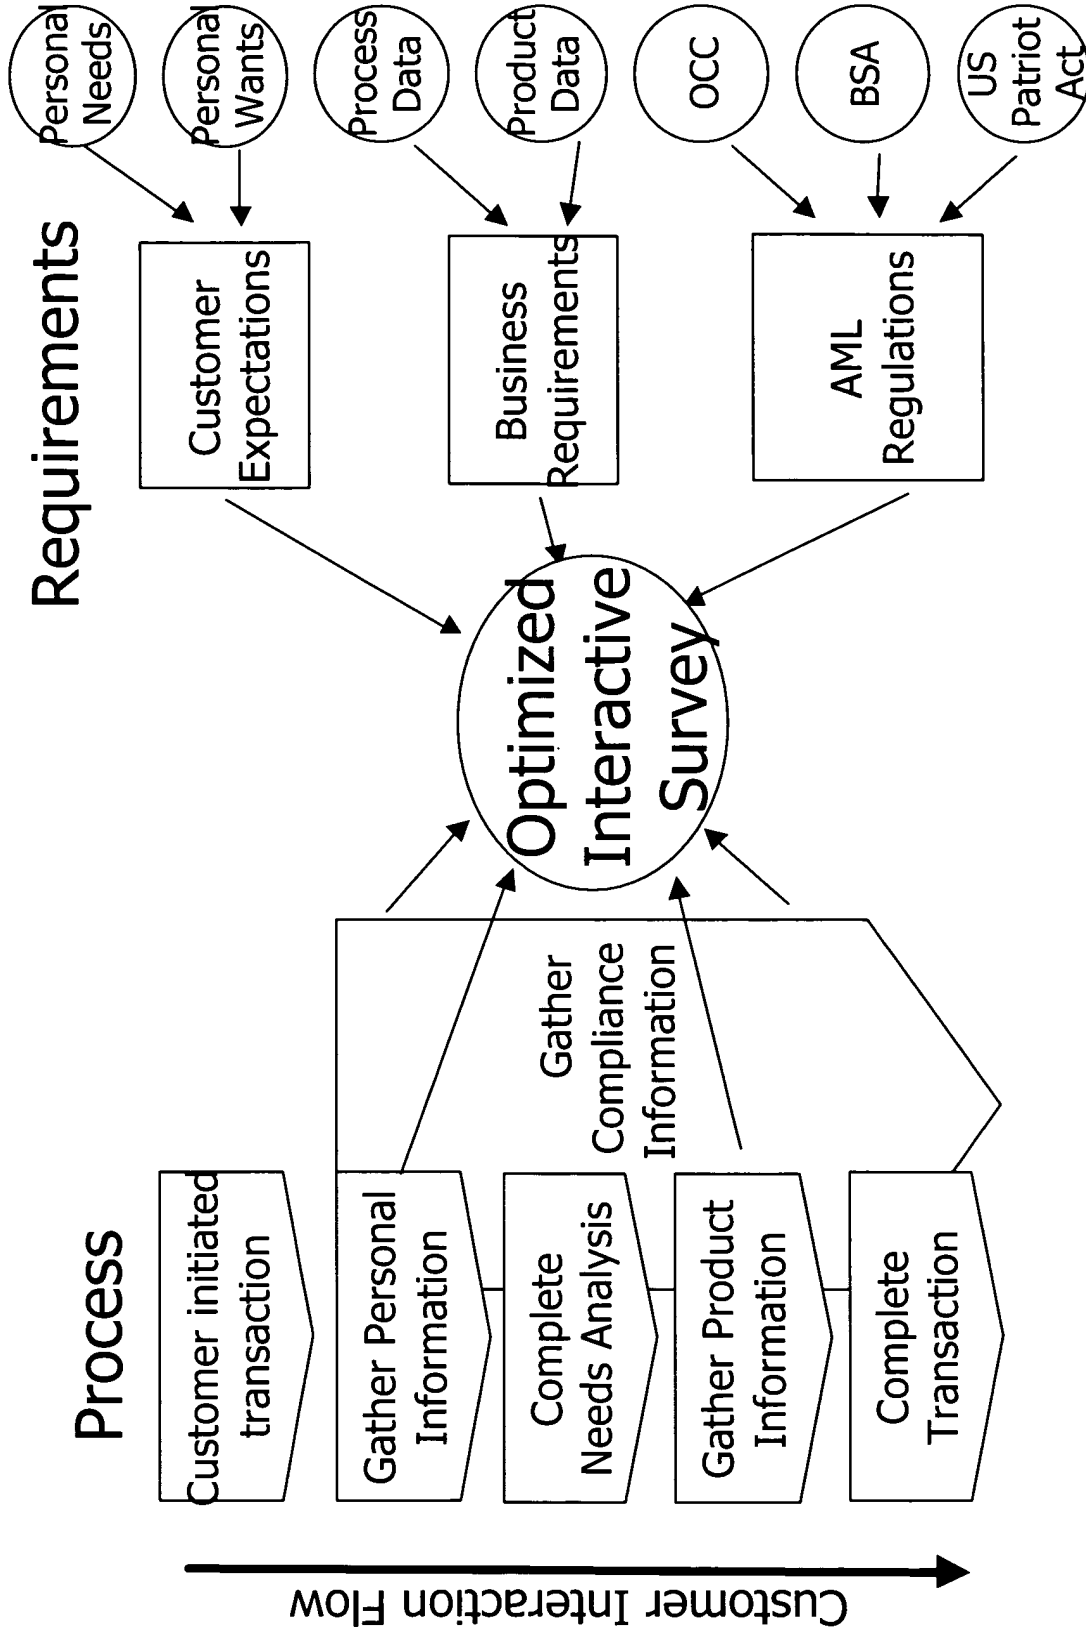 Process
Requirements
Customer Interaction Flow
Customer initiated
transaction
Gather Personal
Information
Complete
Needs Analysis
Gather Product
Information
Complete
Transaction
Gather
Compliance
Information
Optimized
Interactive
Survey
Customer
Expectations
Business
Requirements
AML
Regulations
Personal
Needs
Personal
Wants
Process
Data
Product
Data
OCC
BSA
US
Patriot
Act